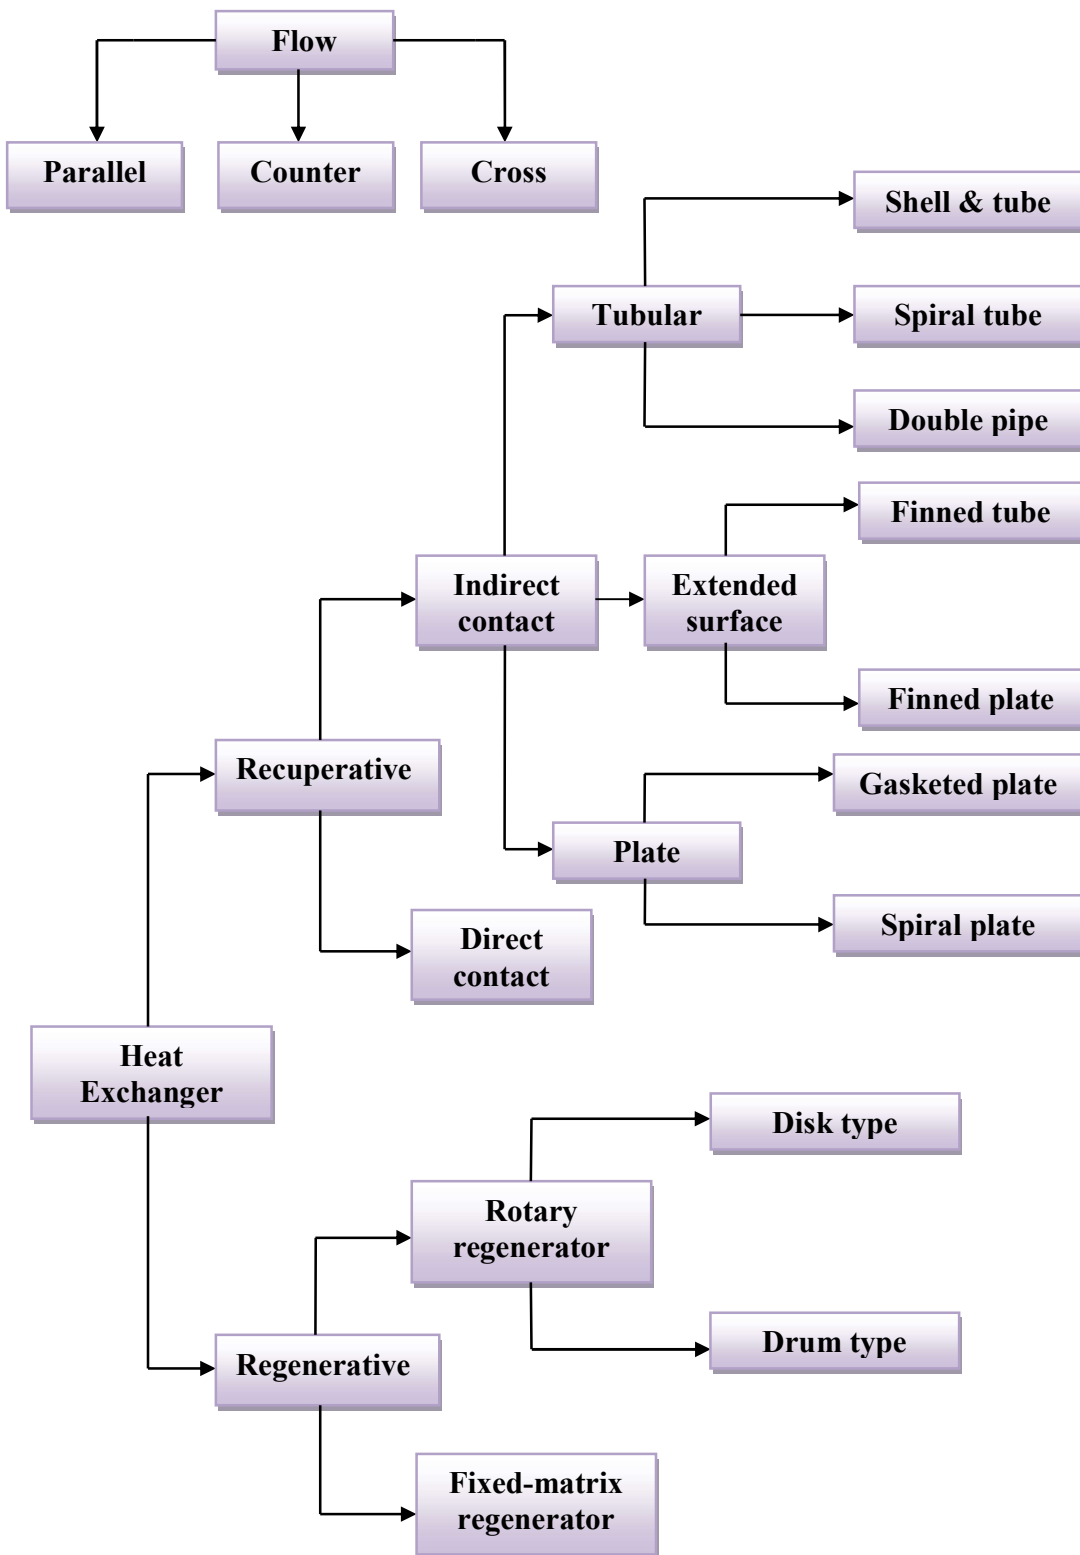 Flow
Parallel
Counter
Cross
Shell & tube
Tubular
Spiral tube
Double pipe
Finned tube
Indirect
contact
Extended
surface
Finned plate
Recuperative
Gasketed plate
Plate
Spiral plate
Direct
contact
Heat
Exchanger
Disk type
Rotary
regenerator
Drum type
Regenerative
Fixed-matrix
regenerator